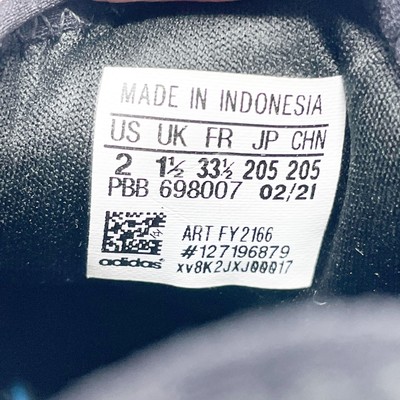 MADE IN INDONESIA
US UK FR JP CHN
2 1½ 33½ 205 205
PBB 698007 02/21
ART FY2166
#127196879
xv8K2JXJ00017
adidas